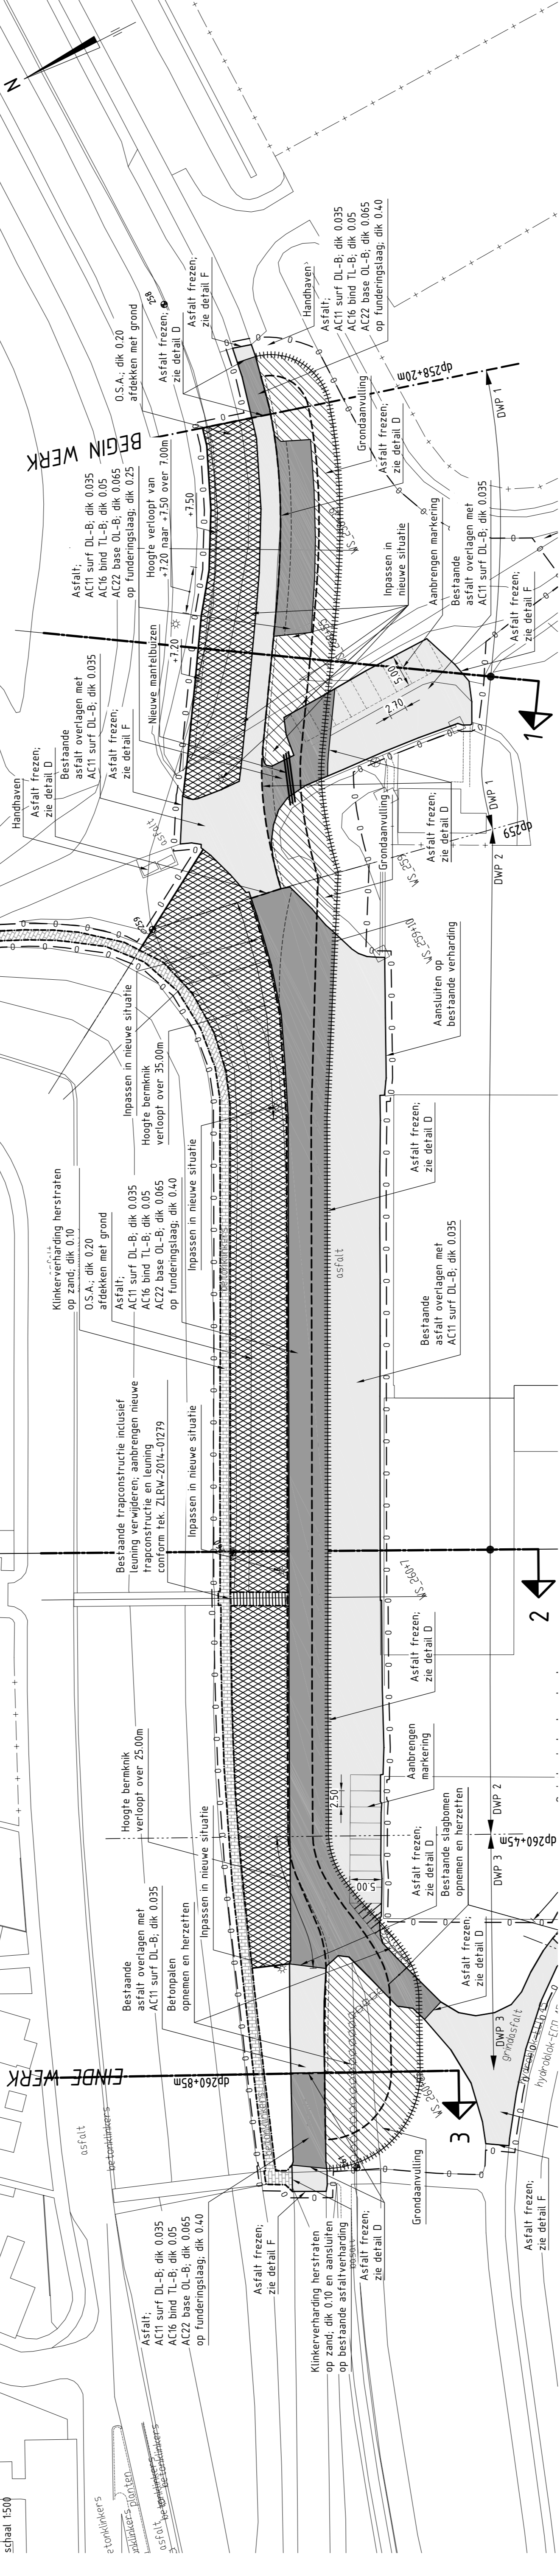 N
258
O.S.A.; dik 0.20
afdekken met grond
Asfalt frezen;
zie detail D
Asfalt frezen;
zie detail F
Handhaven
Asfalt;
AC11 surf DL-B; dik 0.035
AC16 bind TL-B; dik 0.05
AC22 base OL-B; dik 0.065
op funderingslaag; dik 0.40
BEGIN WERK
dp258+20m
DWP 1
Grondaanvulling
Asfalt frezen;
zie detail D
Asfalt;
AC11 surf DL-B; dik 0.035
AC16 bind TL-B; dik 0.05
AC22 base OL-B; dik 0.065
op funderingslaag; dik 0.25
Hoogte verloopt van
+7.20 naar +7.50 over 7.00m
+7.50
+7.20
Nieuwe mantelbuizen
Inpassen in
nieuwe situatie
Aanbrengen markering
Bestaande
asfalt overlagen met
AC11 surf DL-B; dik 0.035
Asfalt frezen;
zie detail F
5.00
2.70
1
Handhaven
Asfalt frezen;
zie detail D
Bestaande
asfalt overlagen met
AC11 surf DL-B; dik 0.035
Asfalt frezen;
zie detail F
asfalt
259
Grondaanvulling
Asfalt frezen;
zie detail D
DWP 1
dp259
DWP 2
WS_259
WS_259+10
Aansluiten op
bestaande verharding
Inpassen in nieuwe situatie
Hoogte bermknik
verloopt over 35.00m
Inpassen in nieuwe situatie
Asfalt frezen;
zie detail D
Klinkerverharding herstraten
op zand; dik 0.10
O.S.A.; dik 0.20
afdekken met grond
Asfalt;
AC11 surf DL-B; dik 0.035
AC16 bind TL-B; dik 0.05
AC22 base OL-B; dik 0.065
op funderingslaag; dik 0.40
asfalt
Bestaande
asfalt overlagen met
AC11 surf DL-B; dik 0.035
Bestaande trapconstructie inclusief
leuning verwijderen; aanbrengen nieuwe
trapconstructie en leuning
conform tek. ZLRW-2014-01279
Inpassen in nieuwe situatie
2
WS_260+7
Asfalt frezen;
zie detail D
Hoogte bermknik
verloopt over 25.00m
Inpassen in nieuwe situatie
Aanbrengen
markering
2.50
5.00
DWP 2
dp260+45m
DWP 3
Asfalt frezen;
zie detail D
Bestaande slagbomen
opnemen en herzetten
Asfalt frezen;
zie detail D
Bestaande
asfalt overlagen met
AC11 surf DL-B; dik 0.035
Betonpalen
opnemen en herzetten
EINDE WERK
dp260+85m
DWP 3
grindasfalt
3
asfalt
betonklinkers
Grondaanvulling
Asfalt frezen;
zie detail F
Asfalt;
AC11 surf DL-B; dik 0.035
AC16 bind TL-B; dik 0.05
AC22 base OL-B; dik 0.065
op funderingslaag; dik 0.40
Asfalt frezen;
zie detail F
Klinkerverharding herstraten
op zand; dik 0.10 en aansluiten
op bestaande asfaltverharding
Asfalt frezen;
zie detail D
betonklinkers
planten
asfalt
betonklinkers
schaal 1:500